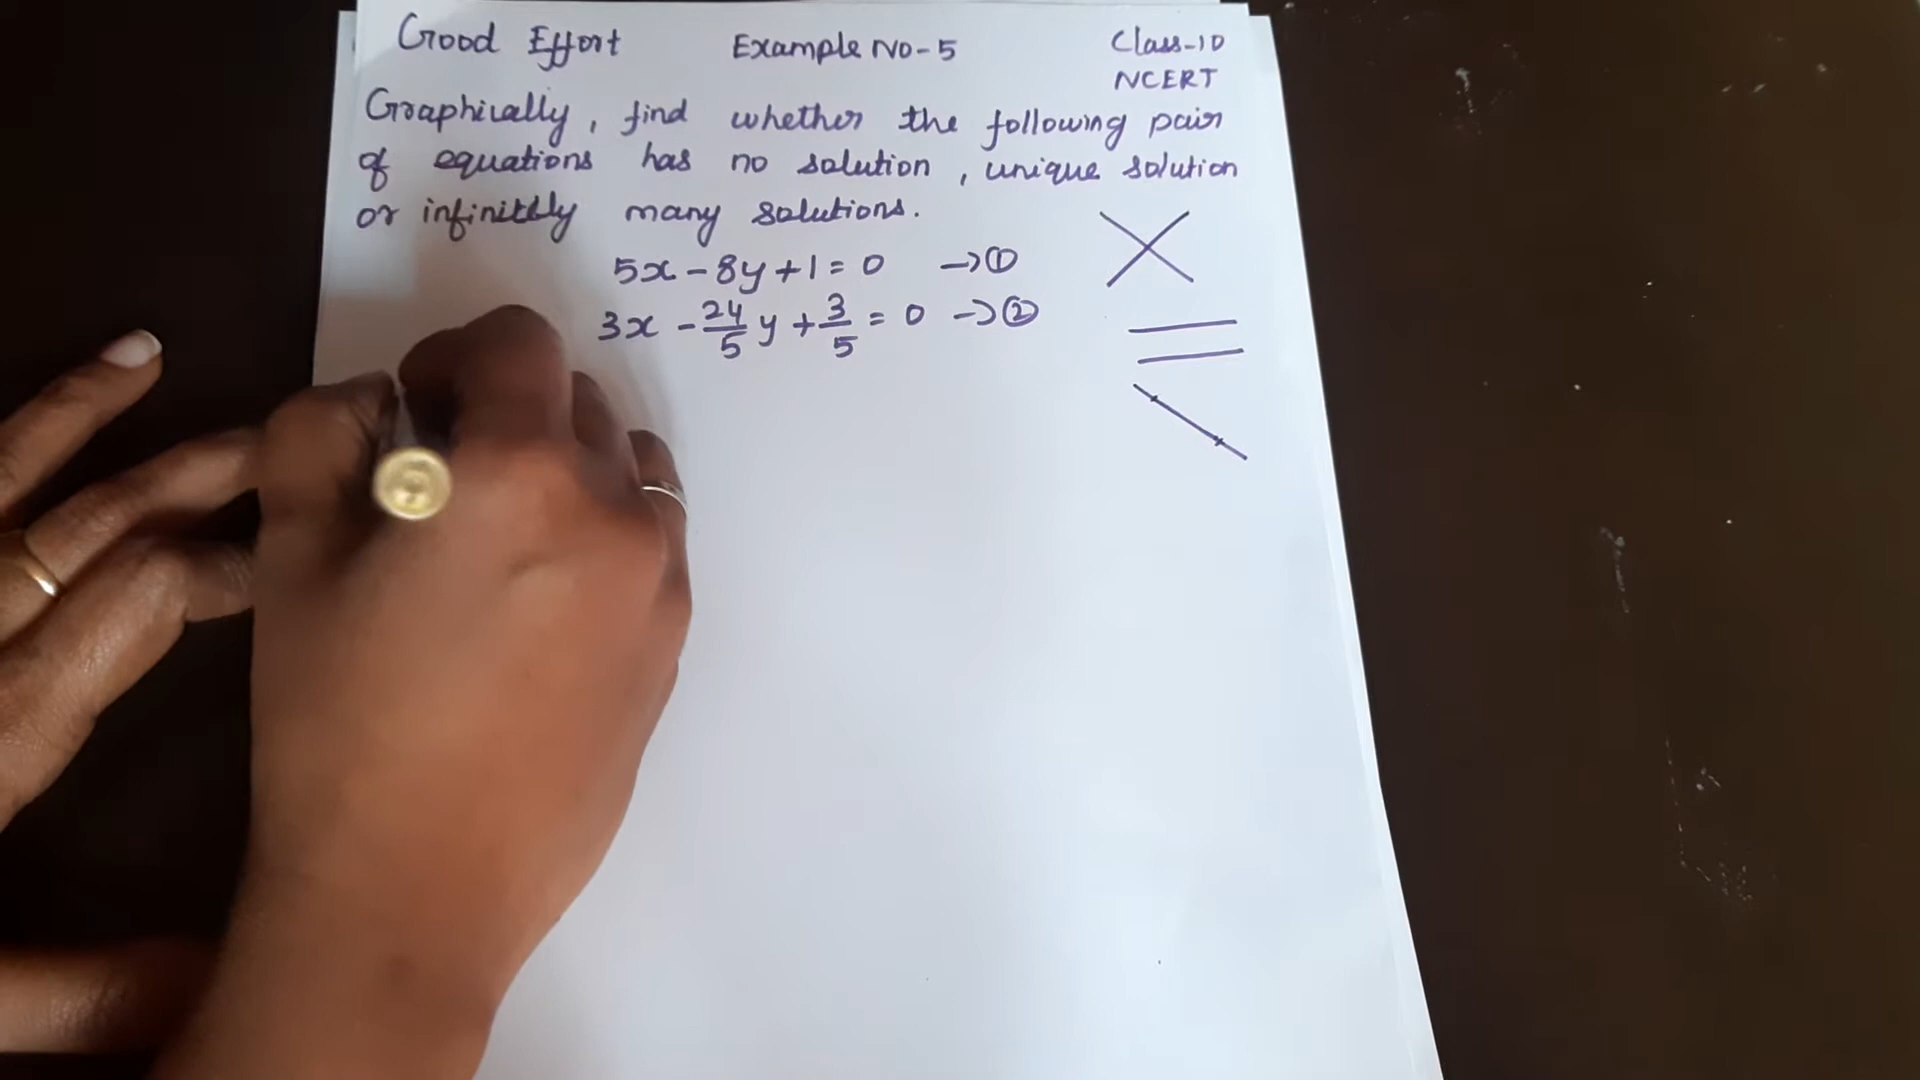 Good Effort Example No-5 Class-10
NCERT
Graphically, find whether the following pair
of equations has no solution, unique solution
or infinitely many solutions.
5x - 8y + 1 = 0 → ①
3x - 24/5 y + 3/5 = 0 → ②